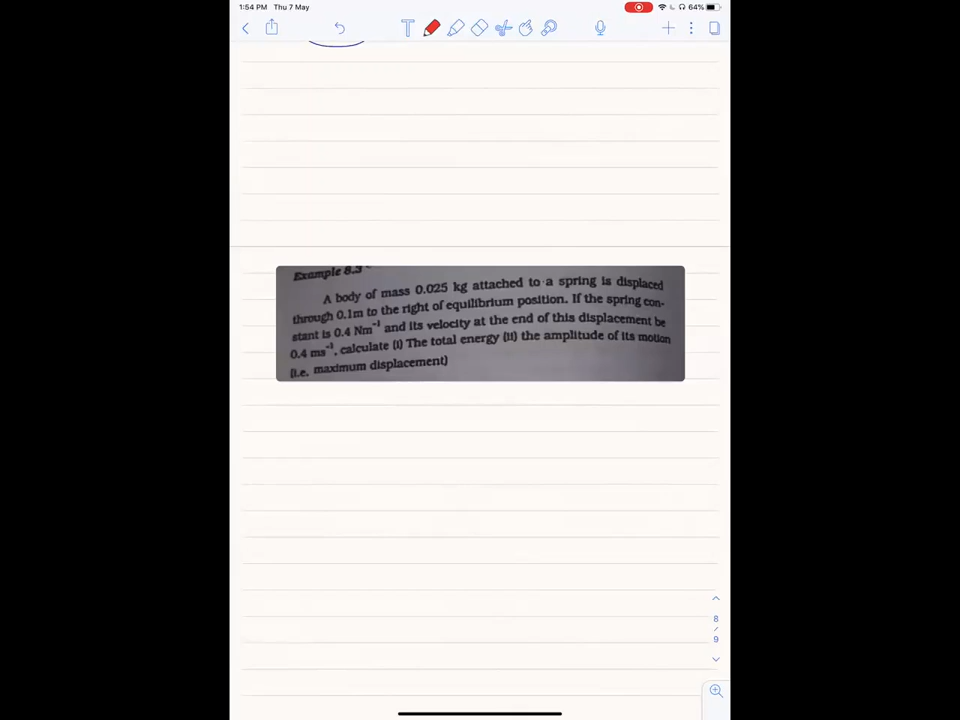 1:54 PM Thu 7 May
64%
T
Example 8.3
A body of mass 0.025 kg attached to a spring is displaced
through 0.1m to the right of equilibrium position. If the spring con-
stant is 0.4 Nm⁻¹ and its velocity at the end of this displacement be
0.4 ms⁻¹, calculate (i) The total energy (ii) the amplitude of its motion
(i.e. maximum displacement)
8
/
9